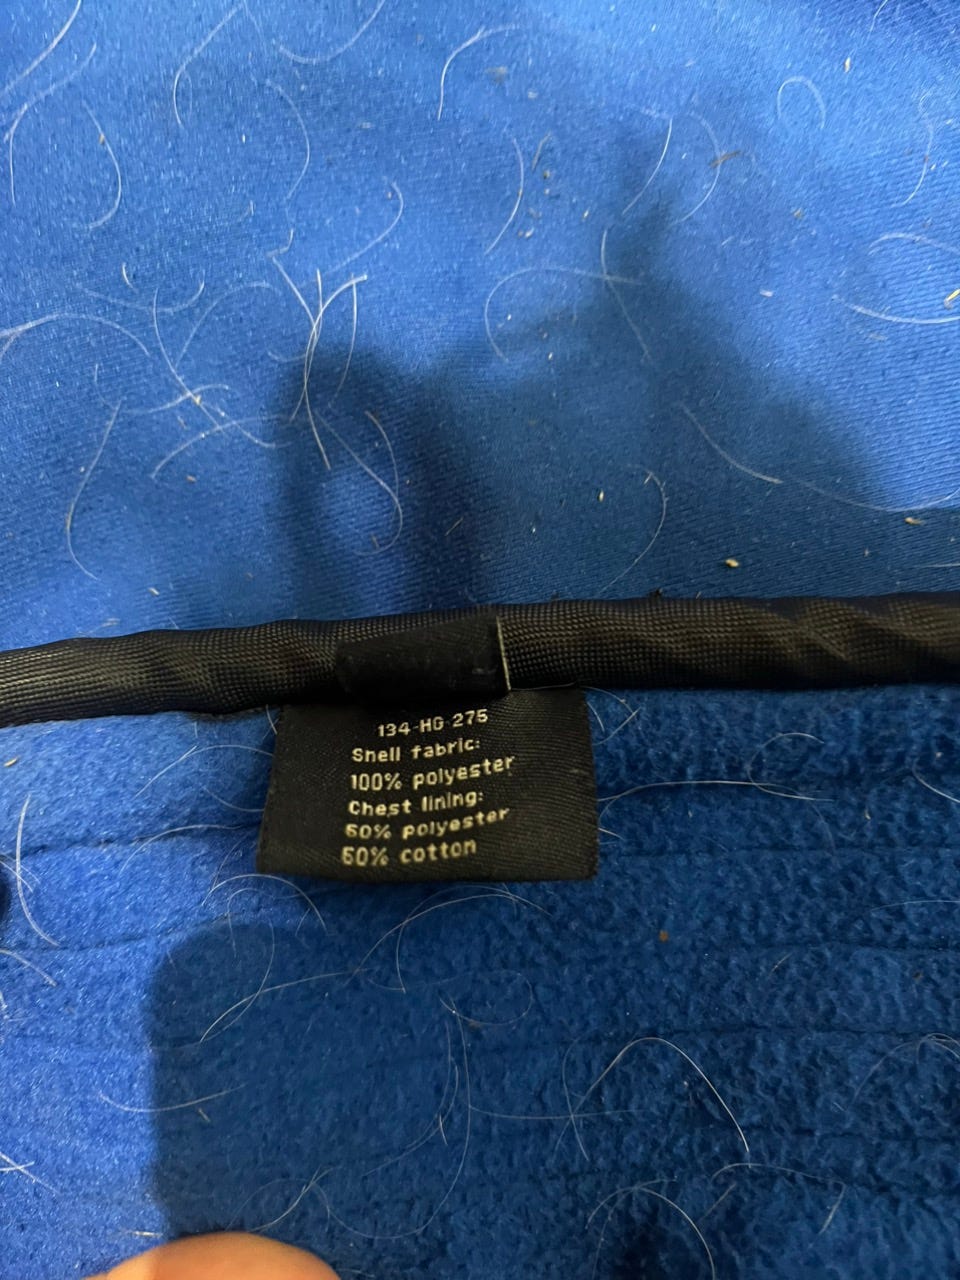 134-HG-275
Shell fabric:
100% polyester
Chest lining:
50% polyester
50% cotton